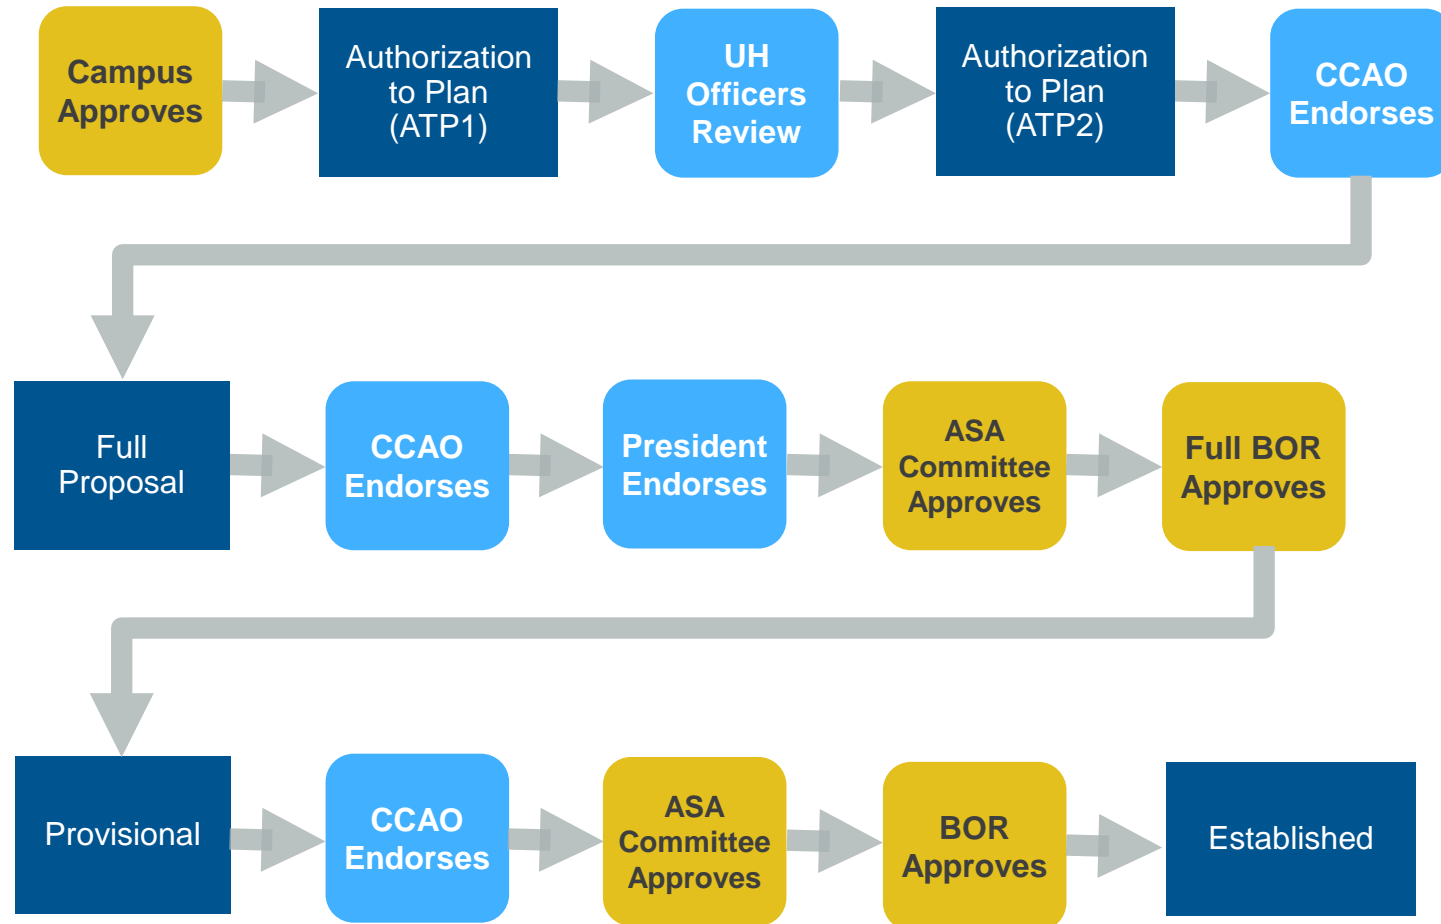 Campus
Approves
Authorization
to Plan
(ATP1)
UH
Officers
Review
Authorization
to Plan
(ATP2)
CCAO
Endorses
Full
Proposal
CCAO
Endorses
President
Endorses
ASA
Committee
Approves
Full BOR
Approves
Provisional
CCAO
Endorses
ASA
Committee
Approves
BOR
Approves
Established